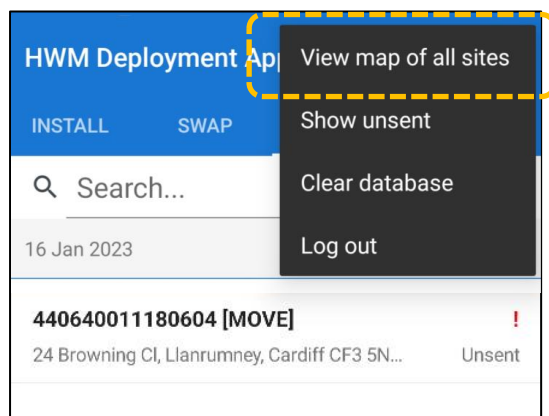 HWM Deployment App
View map of all sites
INSTALL SWAP
Show unsent
Search...
Clear database
16 Jan 2023
Log out
440640011180604 [MOVE] !
24 Browning Cl, Llanrumney, Cardiff CF3 5N... Unsent